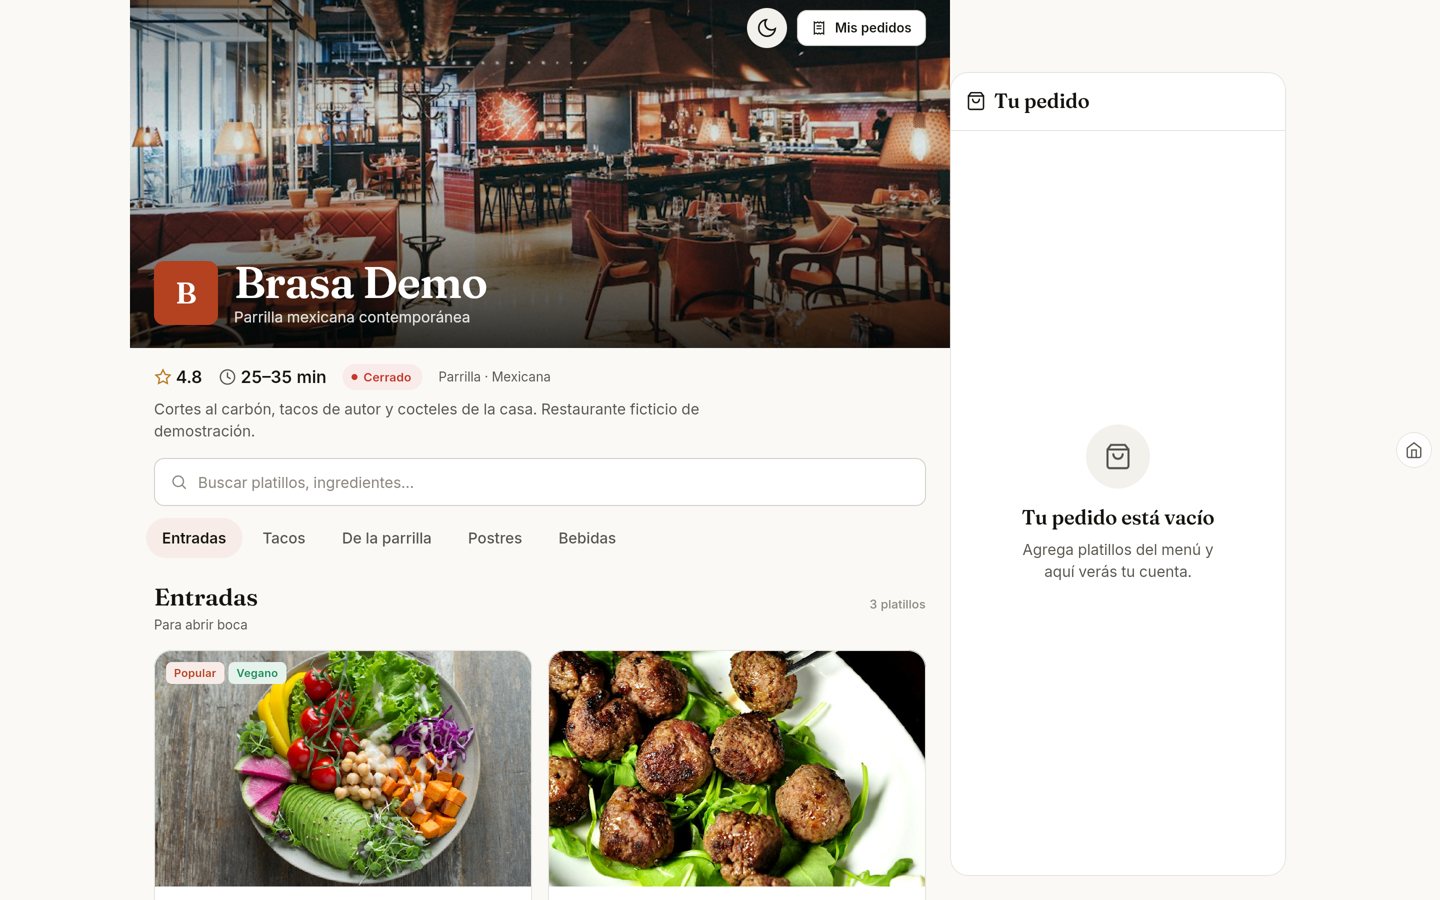 Mis pedidos
Tu pedido
B
Brasa Demo
Parrilla mexicana contemporánea
4.8
25–35 min
Cerrado
Parrilla · Mexicana
Cortes al carbón, tacos de autor y cocteles de la casa. Restaurante ficticio de
demostración.
Buscar platillos, ingredientes...
Entradas
Tacos
De la parrilla
Postres
Bebidas
Entradas
3 platillos
Para abrir boca
Popular
Vegano
Tu pedido está vacío
Agrega platillos del menú y
aquí verás tu cuenta.